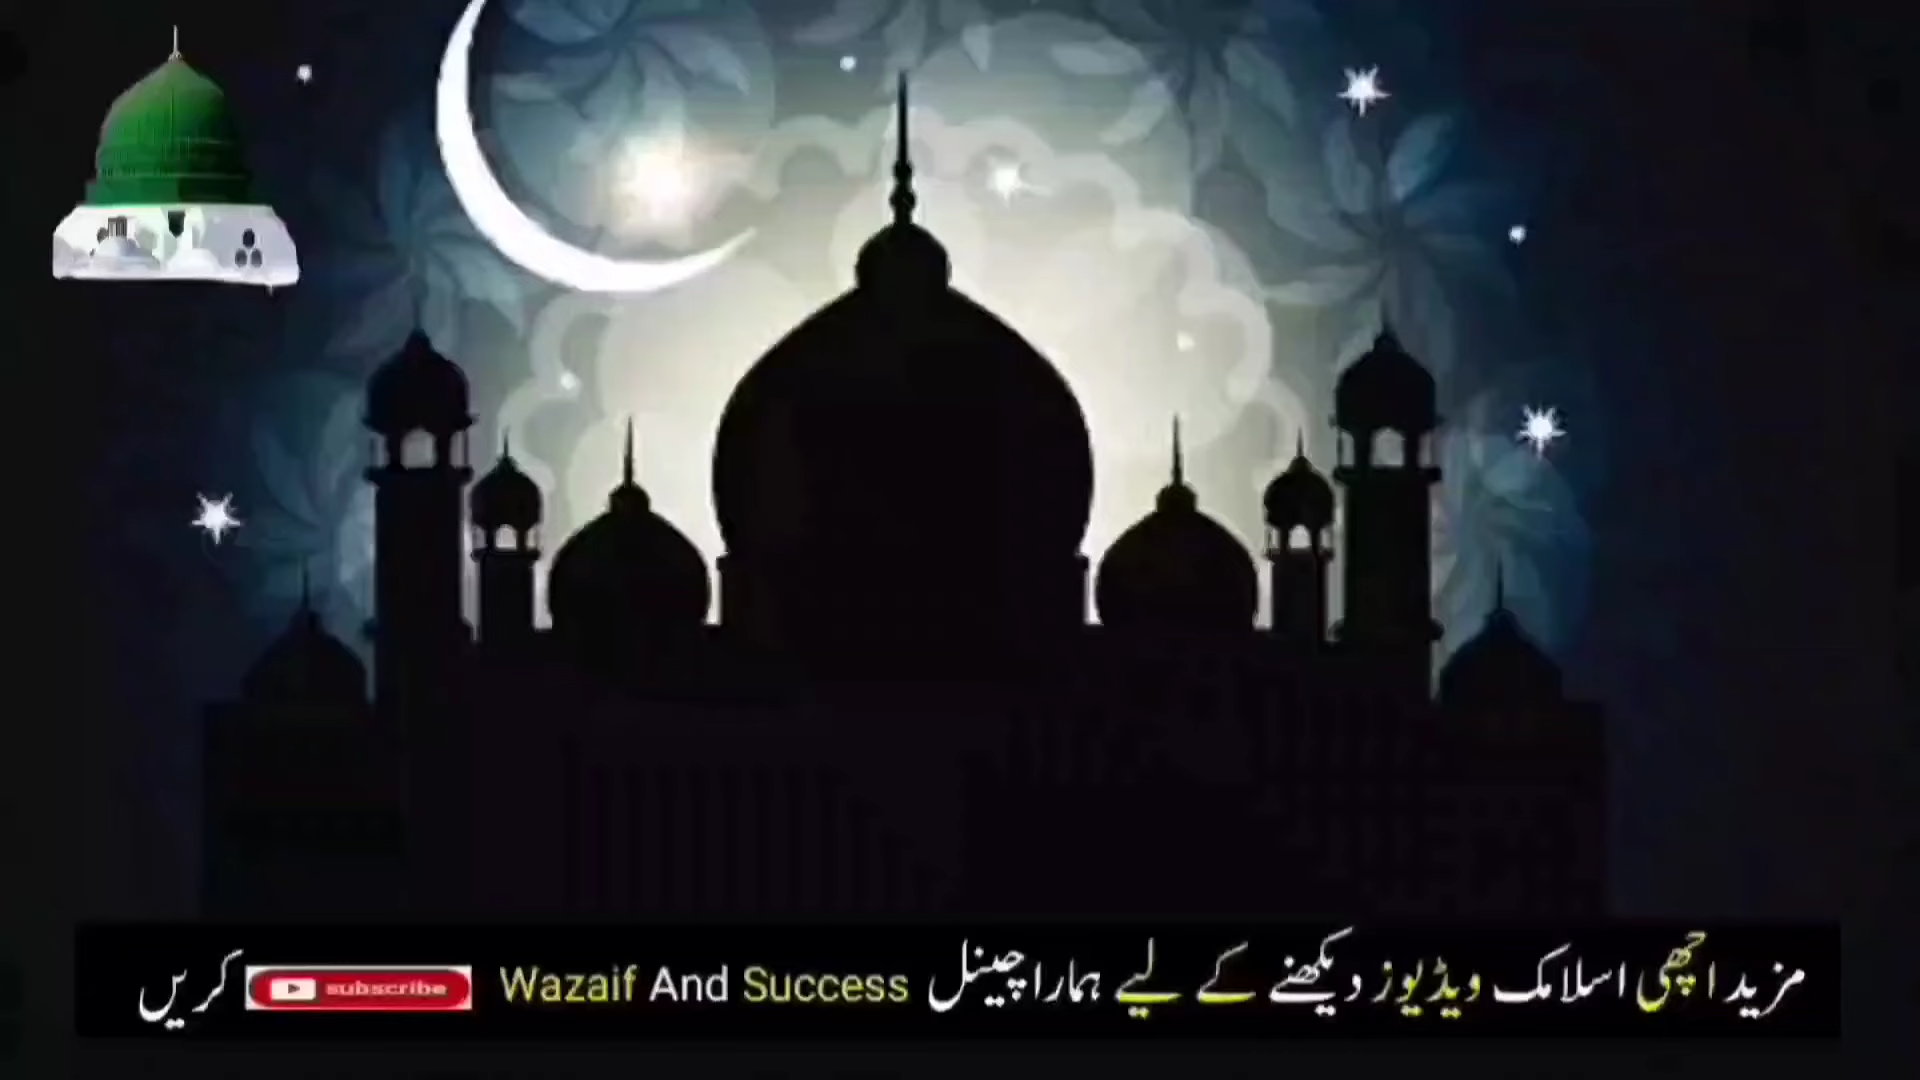 مزید اچھی اسلامک ویڈیوز دیکھنے کے لیے ہمارا چینل Wazaif And Success subscribe کریں